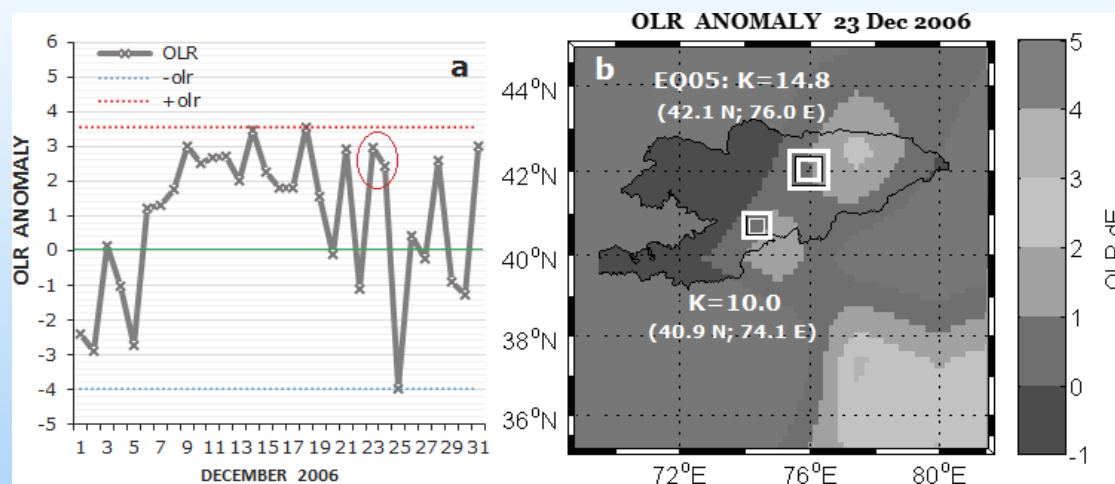 OLR ANOMALY 23 Dec 2006
OLR
-olr
+olr
a
6
5
4
3
2
1
0
-1
-2
-3
-4
-5
OLR ANOMALY
1 3 5 7 9 11 13 15 17 19 21 23 25 27 29 31
DECEMBER 2006
b
EQ05: K=14.8
(42.1 N; 76.0 E)
K=10.0
(40.9 N; 74.1 E)
44°N
42°N
40°N
38°N
36°N
72°E 76°E 80°E
5
4
3
2
1
0
-1
OLR dE